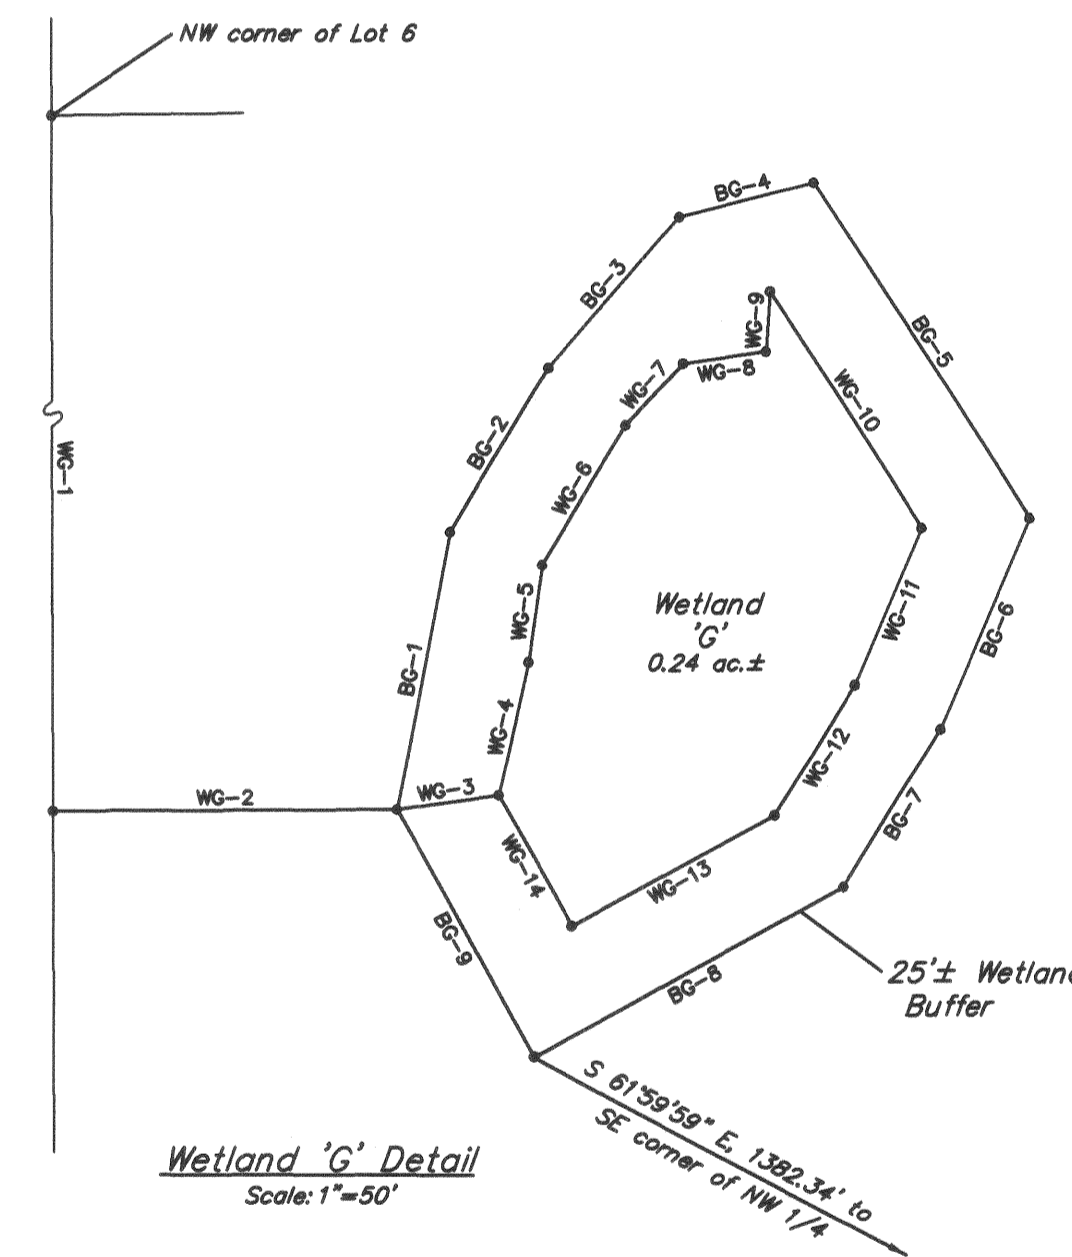 NW corner of Lot 6
BG-4
BG-3
WG-9
BG-5
WG-7
WG-8
WG-10
BG-2
WG-1
WG-6
Wetland
'G'
0.24 ac.±
WG-5
WG-11
BG-6
BG-1
WG-4
WG-12
WG-2
WG-3
BG-7
WG-14
WG-13
BG-9
BG-8
25'± Wetlan
Buffer
S 61°59'59" E, 1382.34' to
SE corner of NW 1/4
Wetland 'G' Detail
Scale: 1"=50'